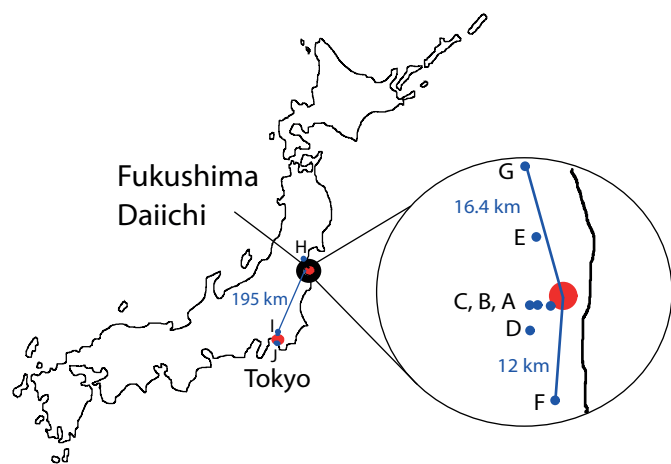 Fukushima
Daiichi
H
195 km
I
J
Tokyo
G
16.4 km
E
C, B, A
D
12 km
F